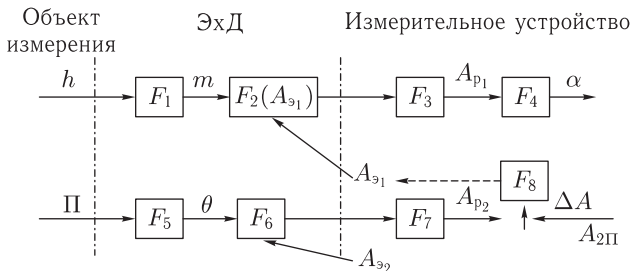 Объект измерения
ЭхД
Измерительное устройство
h
F₁
m
F₂(Aэ₁)
F₃
Aр₁
F₄
α
Aэ₁
F₈
П
F₅
θ
F₆
F₇
Aр₂
ΔA
A₂П
Aэ₂